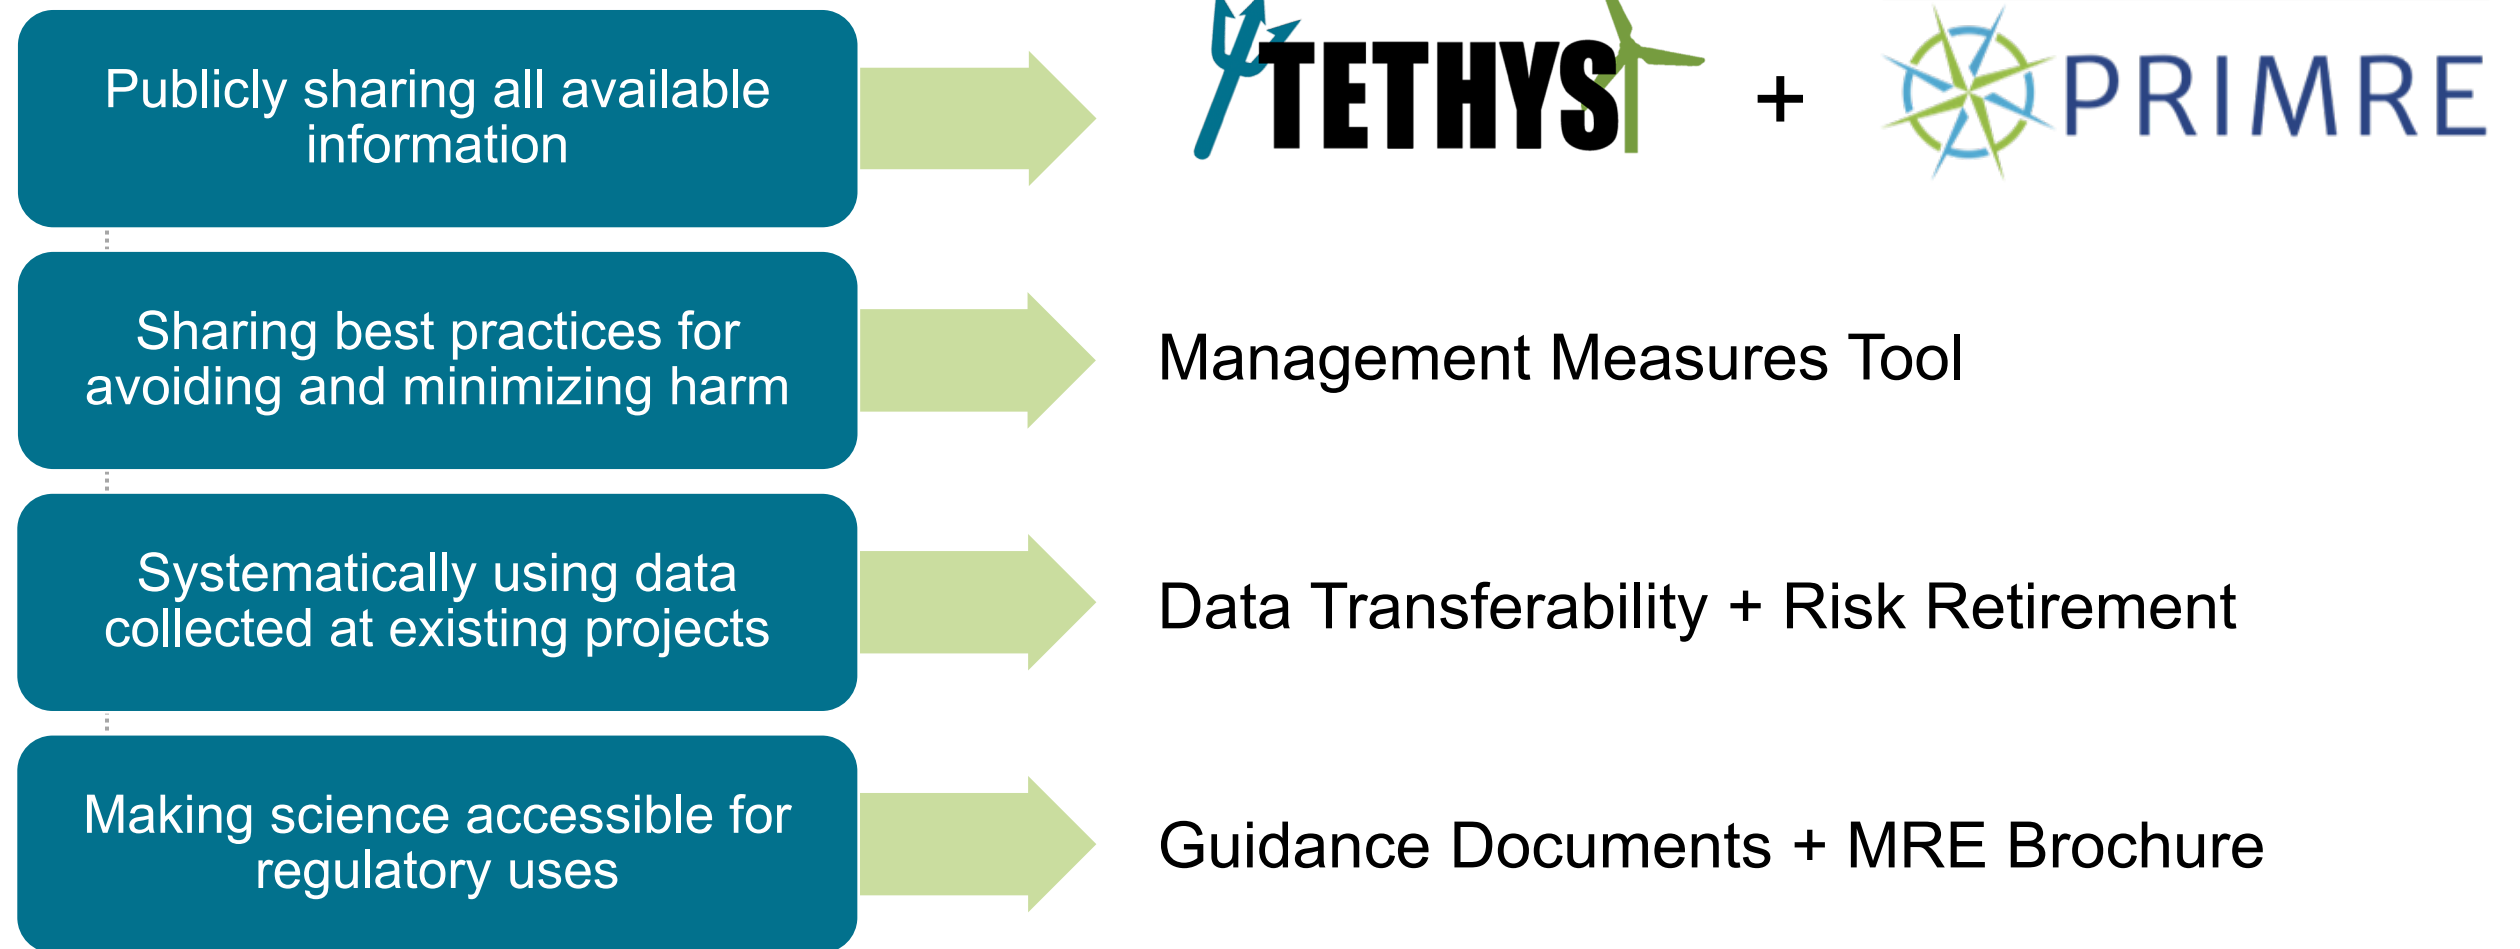 Publicly sharing all available
information
TETHYS + PRIMRE
Sharing best practices for
avoiding and minimizing harm
Management Measures Tool
Systematically using data
collected at existing projects
Data Transferability + Risk Retirement
Making science accessible for
regulatory uses
Guidance Documents + MRE Brochure